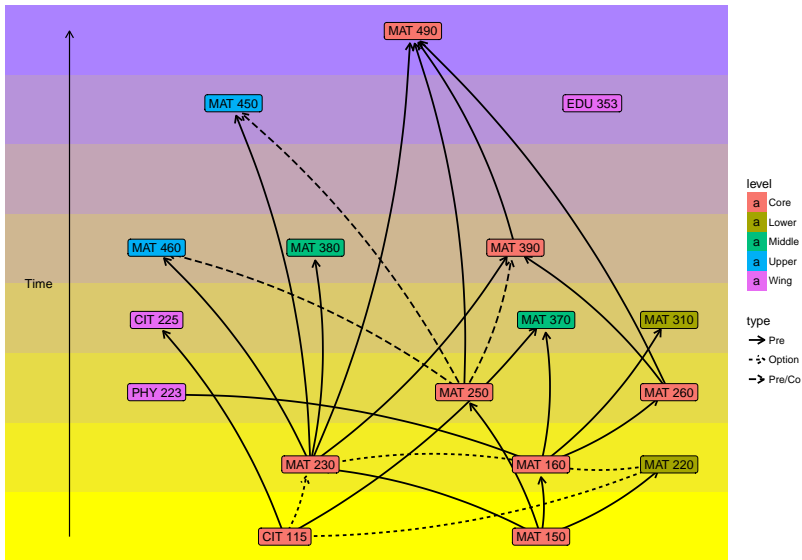 MAT 490
MAT 450
EDU 353
MAT 460
MAT 380
MAT 390
Time
CIT 225
MAT 370
MAT 310
PHY 223
MAT 250
MAT 260
MAT 230
MAT 160
MAT 220
CIT 115
MAT 150
level
a Core
a Lower
a Middle
a Upper
a Wing
type
Pre
Option
Pre/Co